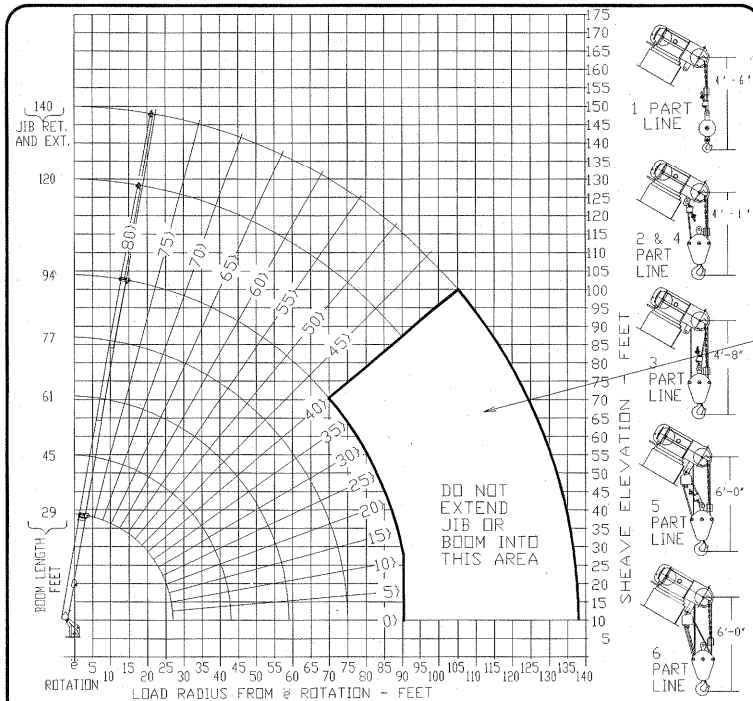 140
JIB RET.
AND EXT.
120
94
77
61
45
29
BOOM LENGTH
FEET
80}
75}
70}
65}
60}
55}
50}
45}
40}
35}
30}
25}
20}
15}
10}
5}
0}
DO NOT
EXTEND
JIB OR
BOOM INTO
THIS AREA
175
170
165
160
155
150
145
140
135
130
125
120
115
110
105
100
95
90
85
80
75
70
65
60
55
50
45
40
35
30
25
20
15
10
5
SHEAVE ELEVATION - FEET
ROTATION
5 10 15 20 25 30 35 40 45 50 55 60 65 70 75 80 85 90 95 100 105 110 115 120 125 130 135 140
LOAD RADIUS FROM ROTATION - FEET
1 PART
LINE
4'-6"
2 & 4
PART
LINE
4'-1"
3
PART
LINE
4'-8"
5
PART
LINE
6'-0"
6
PART
LINE
6'-0"